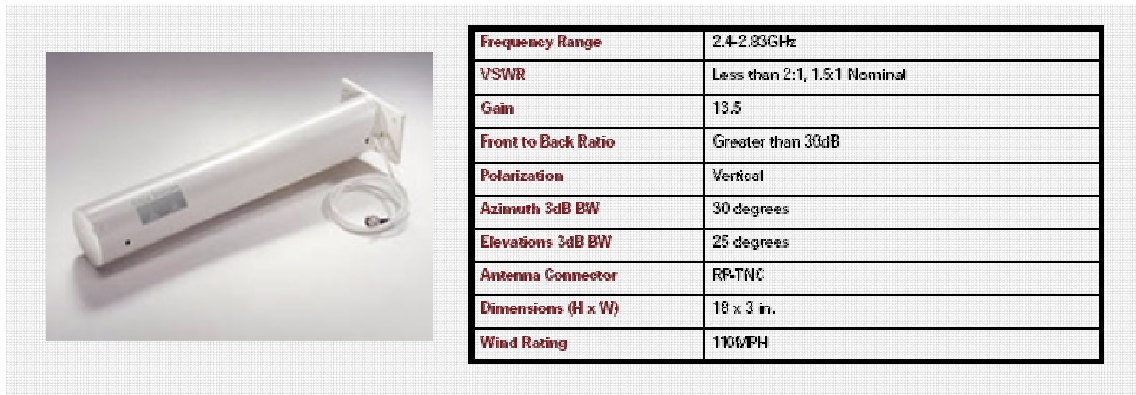 Frequency Range 2.4-2.83GHz
VSWR Less than 2:1, 1.5:1 Nominal
Gain 13.5
Front to Back Ratio Greater than 30dB
Polarization Vertical
Azimuth 3dB BW 30 degrees
Elevations 3dB BW 25 degrees
Antenna Connector RP-TNC
Dimensions (H x W) 18 x 3 in.
Wind Rating 110MPH